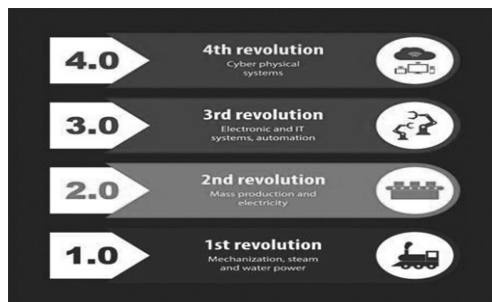 4.0
4th revolution
Cyber physical
systems
3.0
3rd revolution
Electronic and IT
systems, automation
2.0
2nd revolution
Mass production and
electricity
1.0
1st revolution
Mechanization, steam
and water power